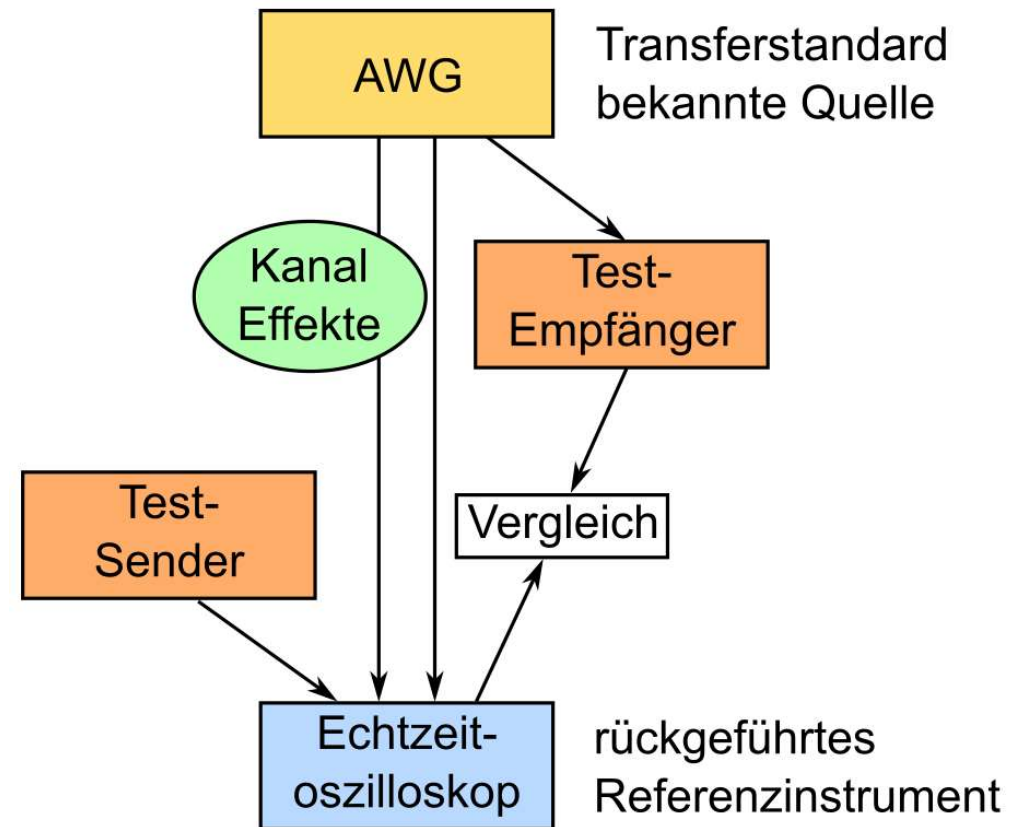 AWG
Transferstandard
bekannte Quelle
Kanal
Effekte
Test-
Empfänger
Test-
Sender
Vergleich
Echtzeit-
oszilloskop
rückgeführtes
Referenzinstrument